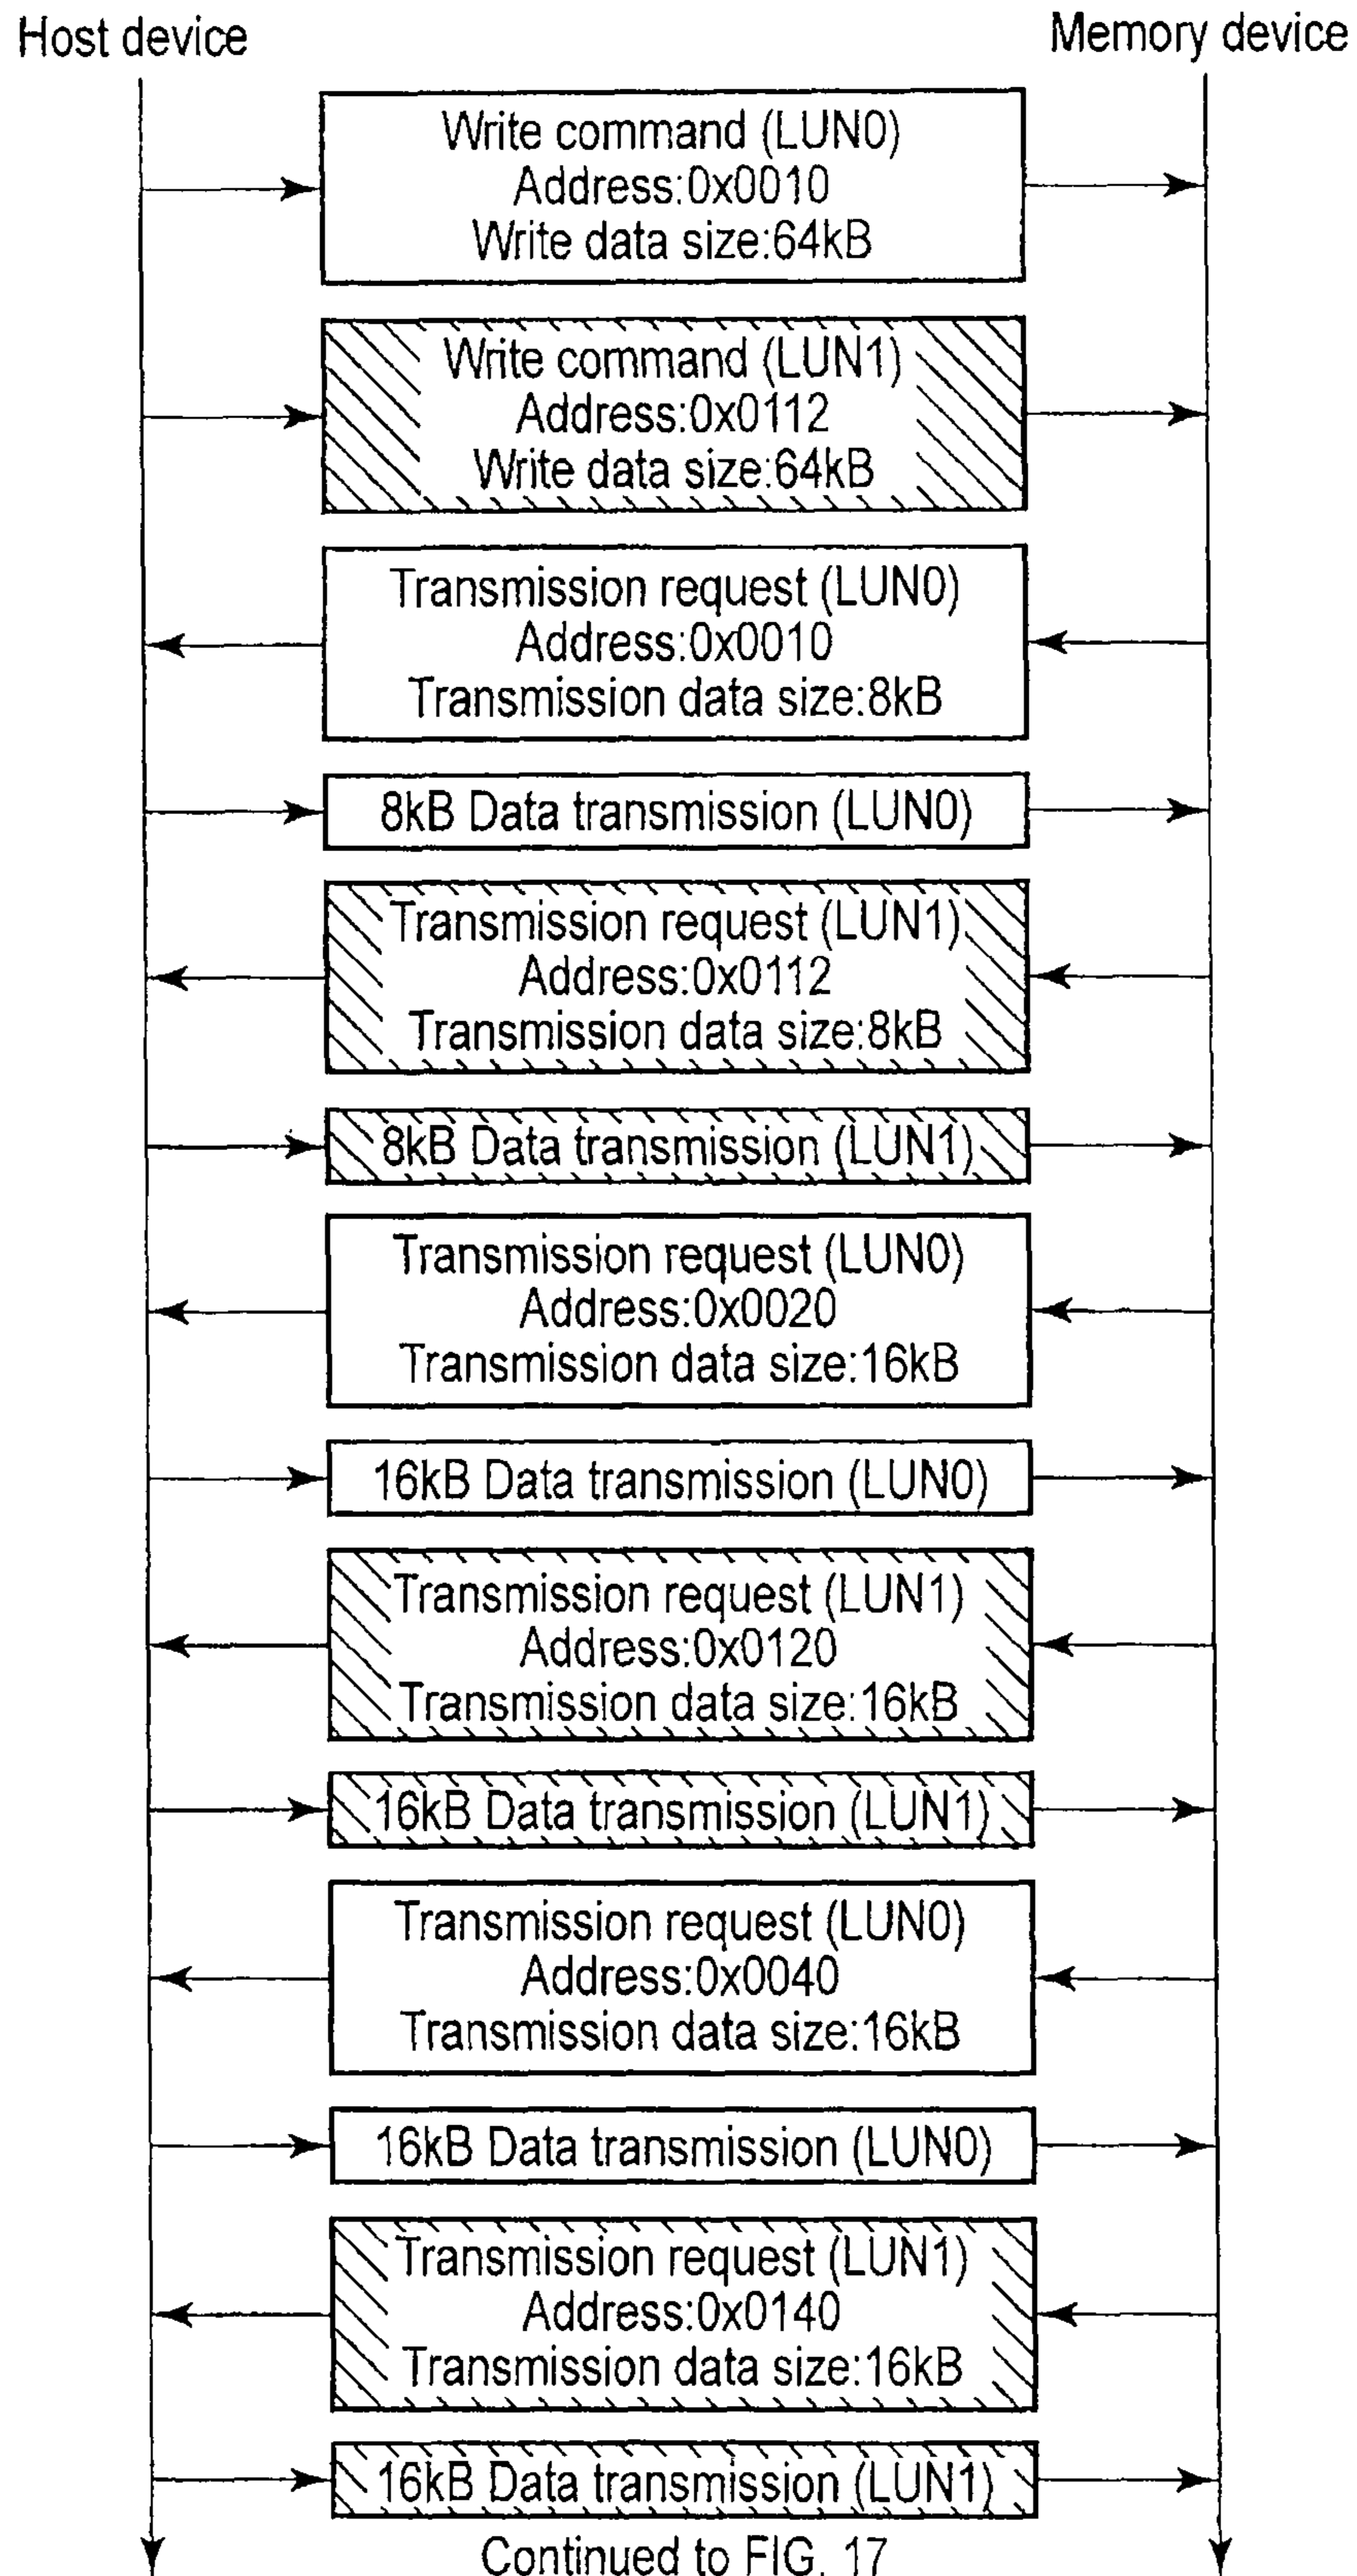 Host device
Memory device
Write command (LUN0)
Address:0x0010
Write data size:64kB
Write command (LUN1)
Address:0x0112
Write data size:64kB
Transmission request (LUN0)
Address:0x0010
Transmission data size:8kB
8kB Data transmission (LUN0)
Transmission request (LUN1)
Address:0x0112
Transmission data size:8kB
8kB Data transmission (LUN1)
Transmission request (LUN0)
Address:0x0020
Transmission data size:16kB
16kB Data transmission (LUN0)
Transmission request (LUN1)
Address:0x0120
Transmission data size:16kB
16kB Data transmission (LUN1)
Transmission request (LUN0)
Address:0x0040
Transmission data size:16kB
16kB Data transmission (LUN0)
Transmission request (LUN1)
Address:0x0140
Transmission data size:16kB
16kB Data transmission (LUN1)
Continued to FIG. 17